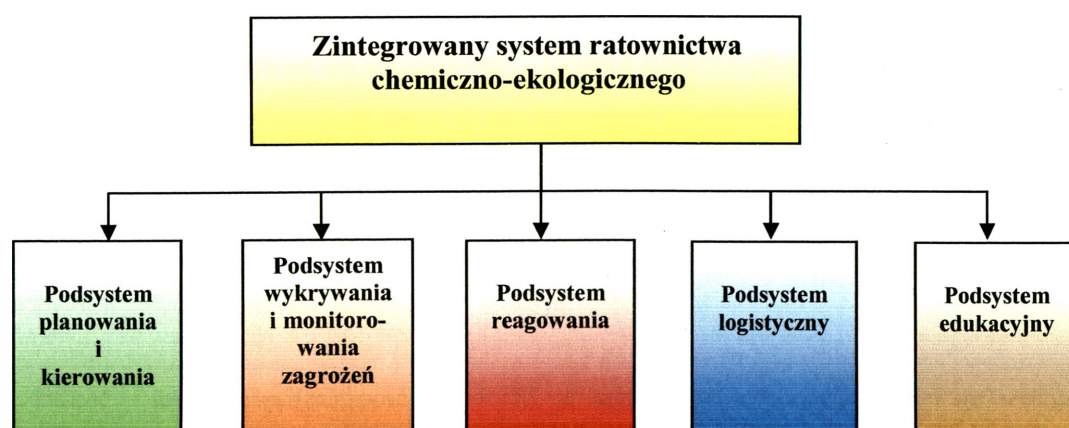 Zintegrowany system ratownictwa
chemiczno-ekologicznego
Podsystem
planowania
i
kierowania
Podsystem
wykrywania
i monitoro-
wania
zagrożeń
Podsystem
reagowania
Podsystem
logistyczny
Podsystem
edukacyjny